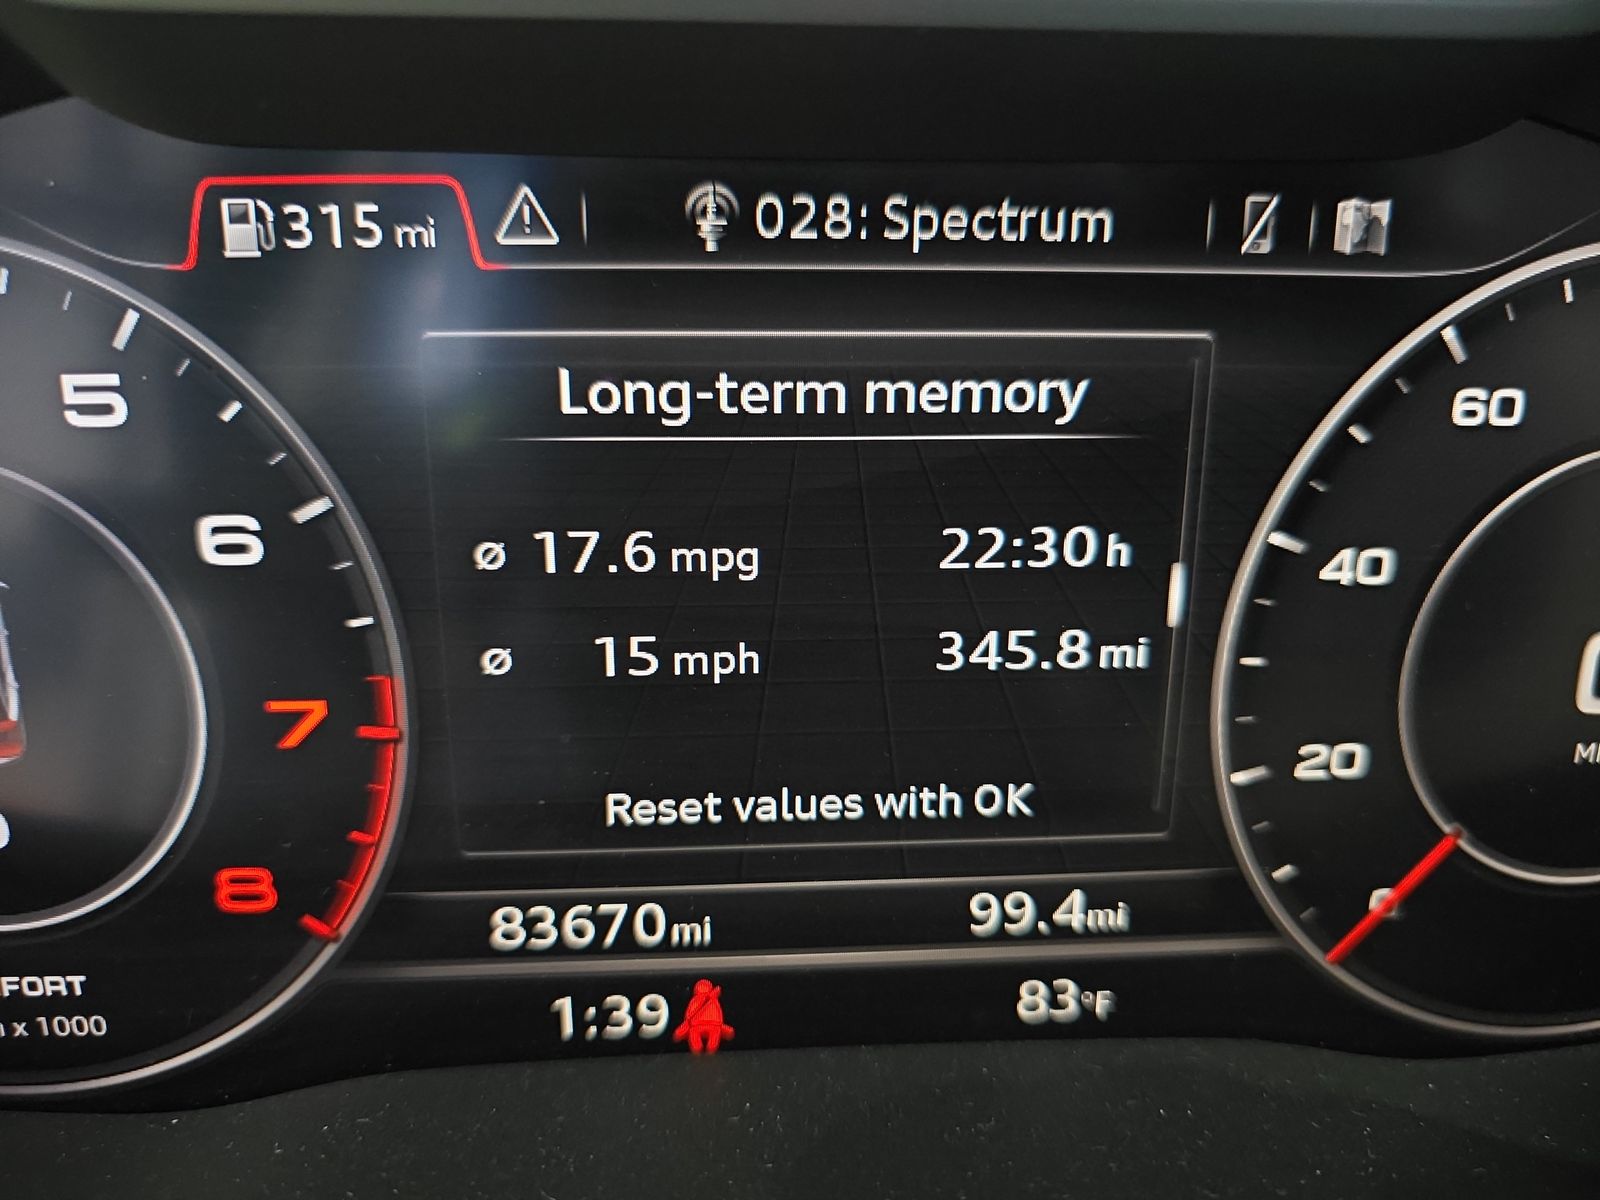 315 mi
028: Spectrum
Long-term memory
ø 17.6 mpg 22:30 h
ø 15 mph 345.8 mi
Reset values with OK
83670 mi 99.4 mi
1:39 83°F
5
6
7
8
FORT
x 1000
60
40
20